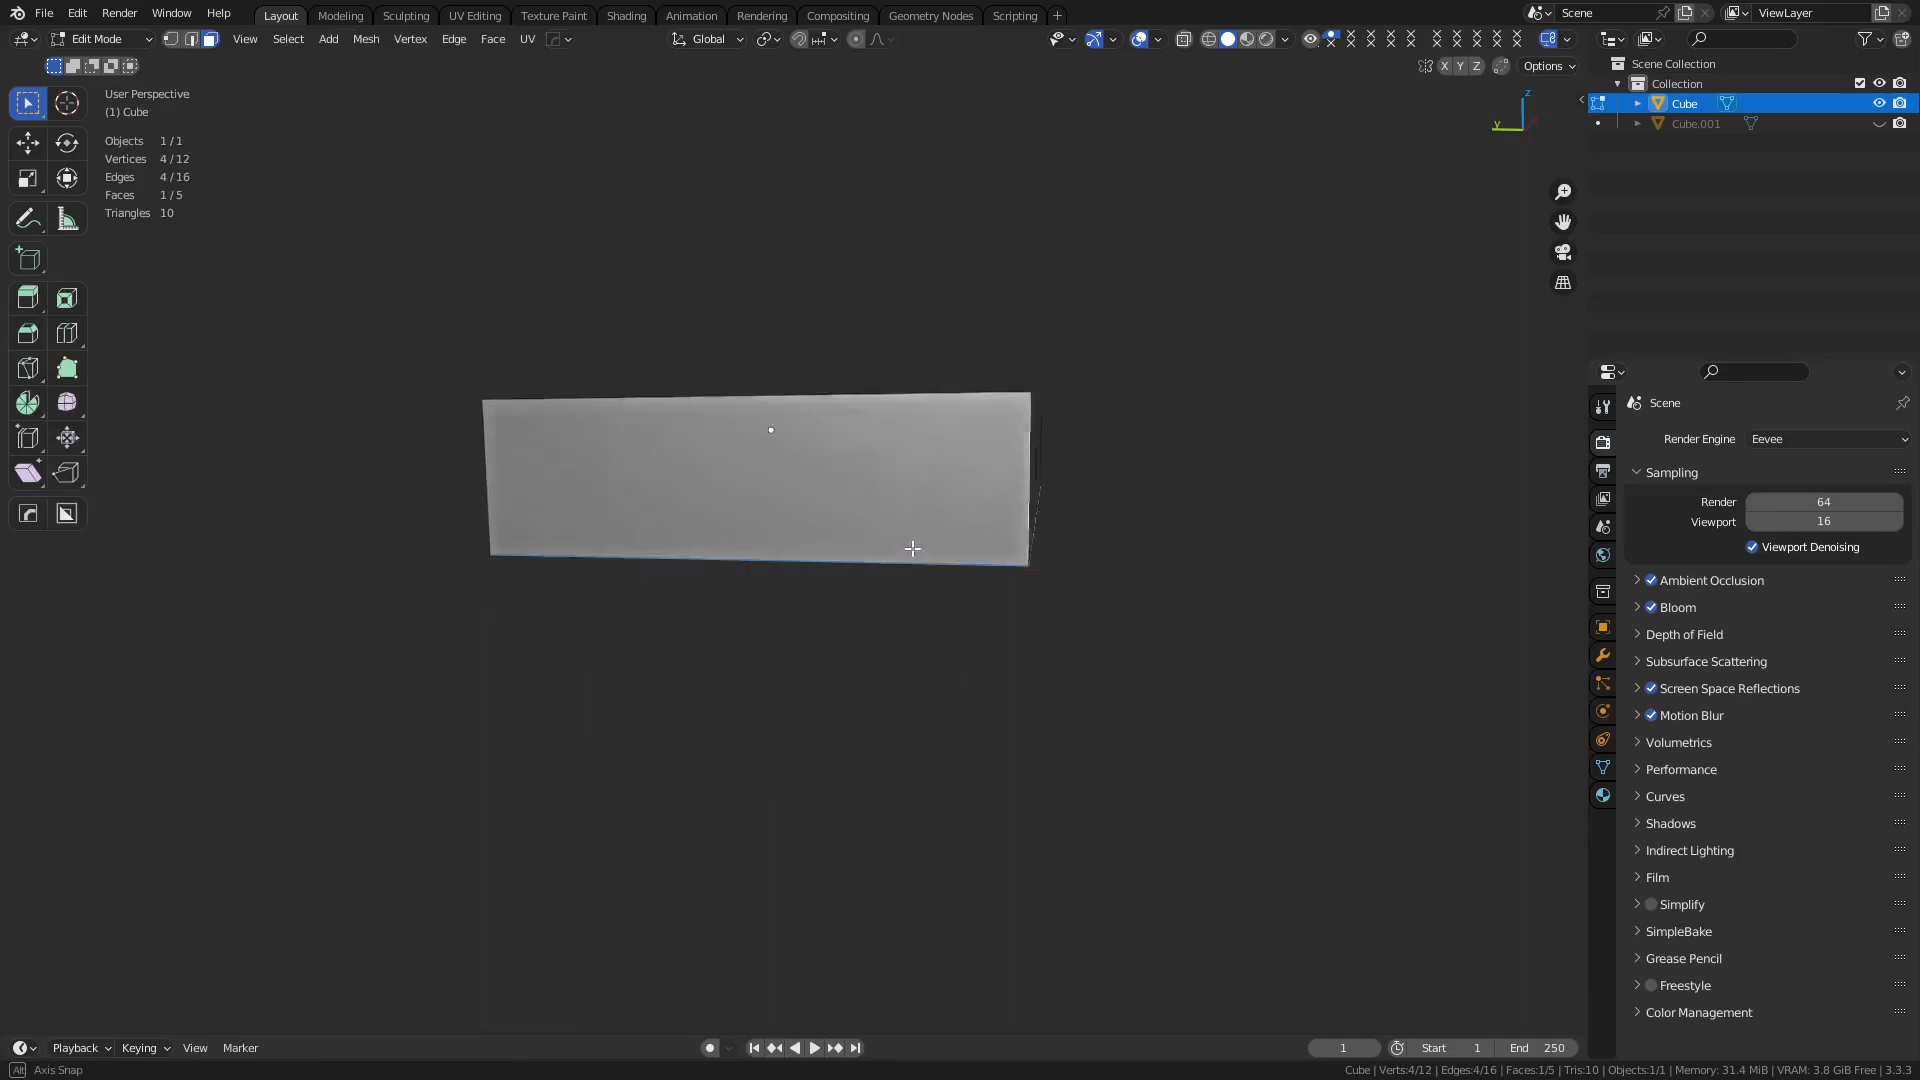 File Edit Render Window Help Layout Modeling Sculpting UV Editing Texture Paint Shading Animation Rendering Compositing Geometry Nodes Scripting Scene ViewLayer
Edit Mode View Select Add Mesh Vertex Edge Face UV Global
X Y Z Options
User Perspective
(1) Cube
Objects 1 / 1
Vertices 4 / 12
Edges 4 / 16
Faces 1 / 5
Triangles 10
Z
Y
Scene Collection
Collection
Cube
Cube.001
Scene
Render Engine Eevee
Sampling
Render 64
Viewport 16
Viewport Denoising
Ambient Occlusion
Bloom
Depth of Field
Subsurface Scattering
Screen Space Reflections
Motion Blur
Volumetrics
Performance
Curves
Shadows
Indirect Lighting
Film
Simplify
SimpleBake
Grease Pencil
Freestyle
Color Management
Playback Keying View Marker 1 Start 1 End 250
Alt Axis Snap Cube | Verts:4/12 | Edges:4/16 | Faces:1/5 | Tris:10 | Objects:1/1 | Memory: 31.4 MiB | VRAM: 3.8 GiB Free | 3.3.3